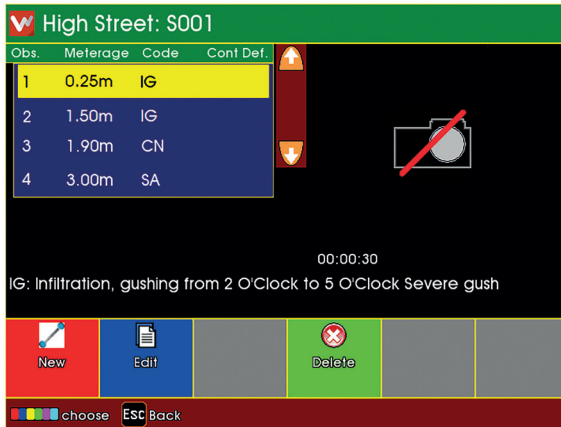 High Street: S001
Obs. Meterage Code Cont Def.
1 0.25m IG
2 1.50m IG
3 1.90m CN
4 3.00m SA
00:00:30
IG: Infiltration, gushing from 2 O'Clock to 5 O'Clock Severe gush
New Edit Delete
choose Esc Back